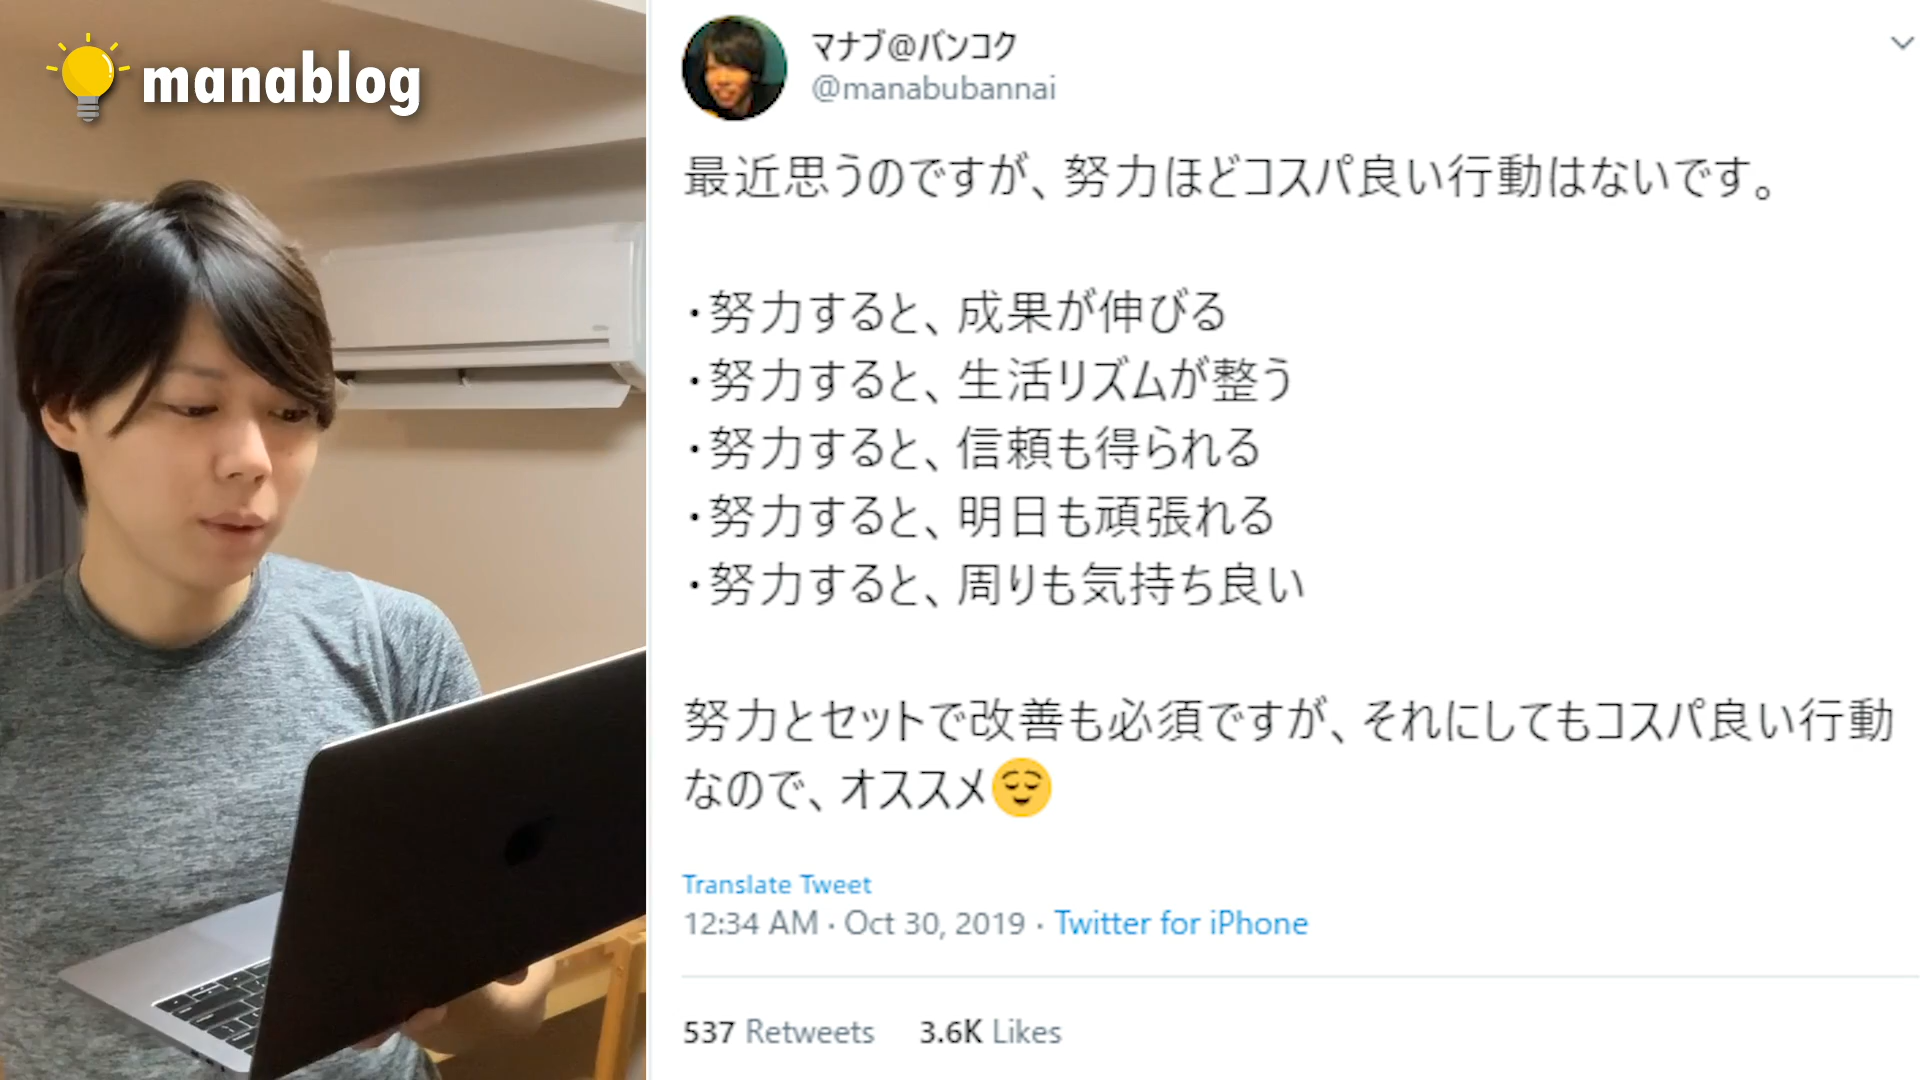 manablog
マナブ@バンコク
@manabubannai
最近思うのですが、努力ほどコスパ良い行動はないです。
・努力すると、成果が伸びる
・努力すると、生活リズムが整う
・努力すると、信頼も得られる
・努力すると、明日も頑張れる
・努力すると、周りも気持ち良い
努力とセットで改善も必須ですが、それにしてもコスパ良い行動
なので、オススメ😌
Translate Tweet
12:34 AM · Oct 30, 2019 · Twitter for iPhone
537 Retweets 3.6K Likes